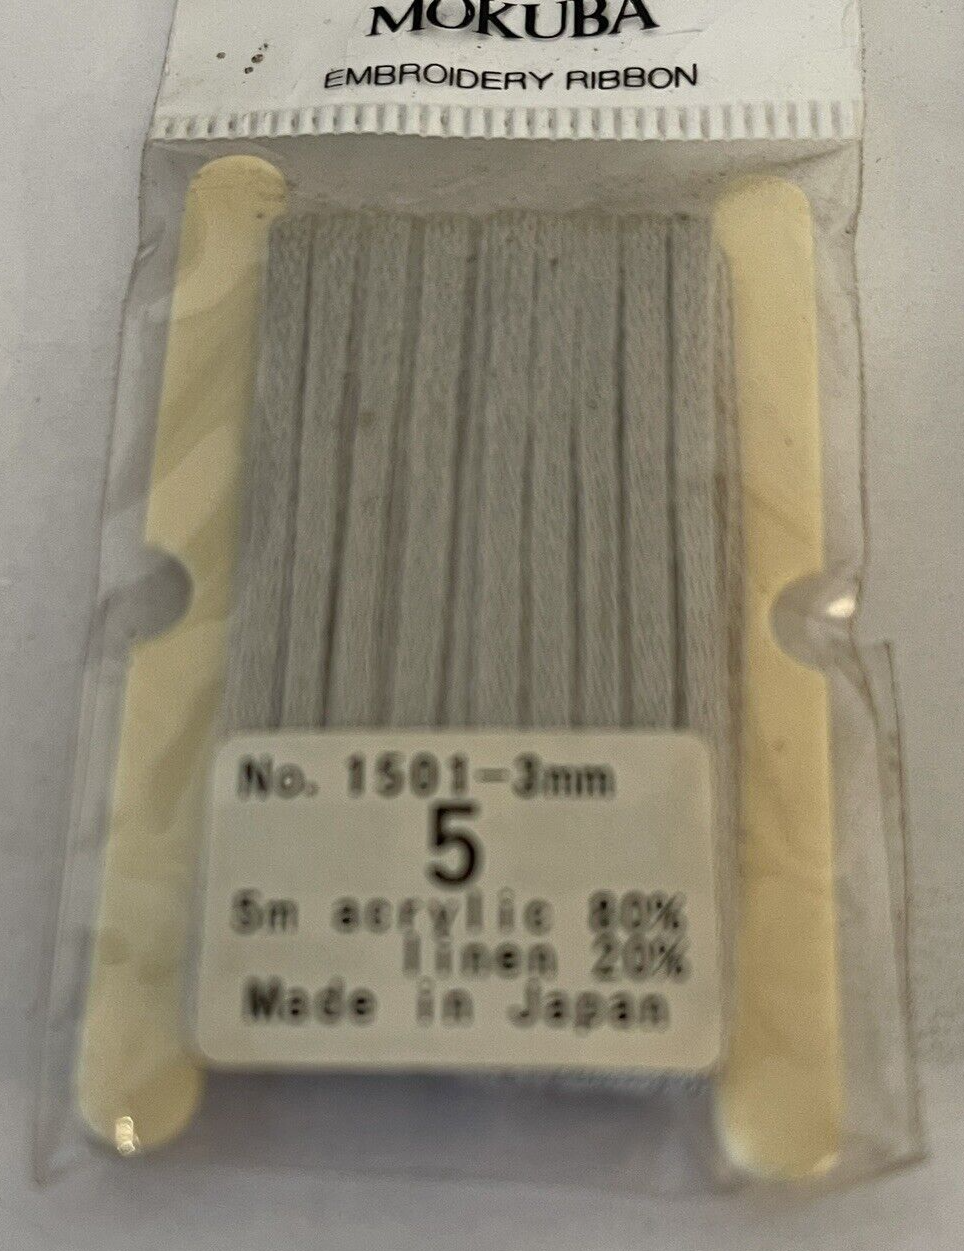 MOKUBA
EMBROIDERY RIBBON
No. 1501-3mm
5
5m acrylic 80%
linen 20%
Made in Japan